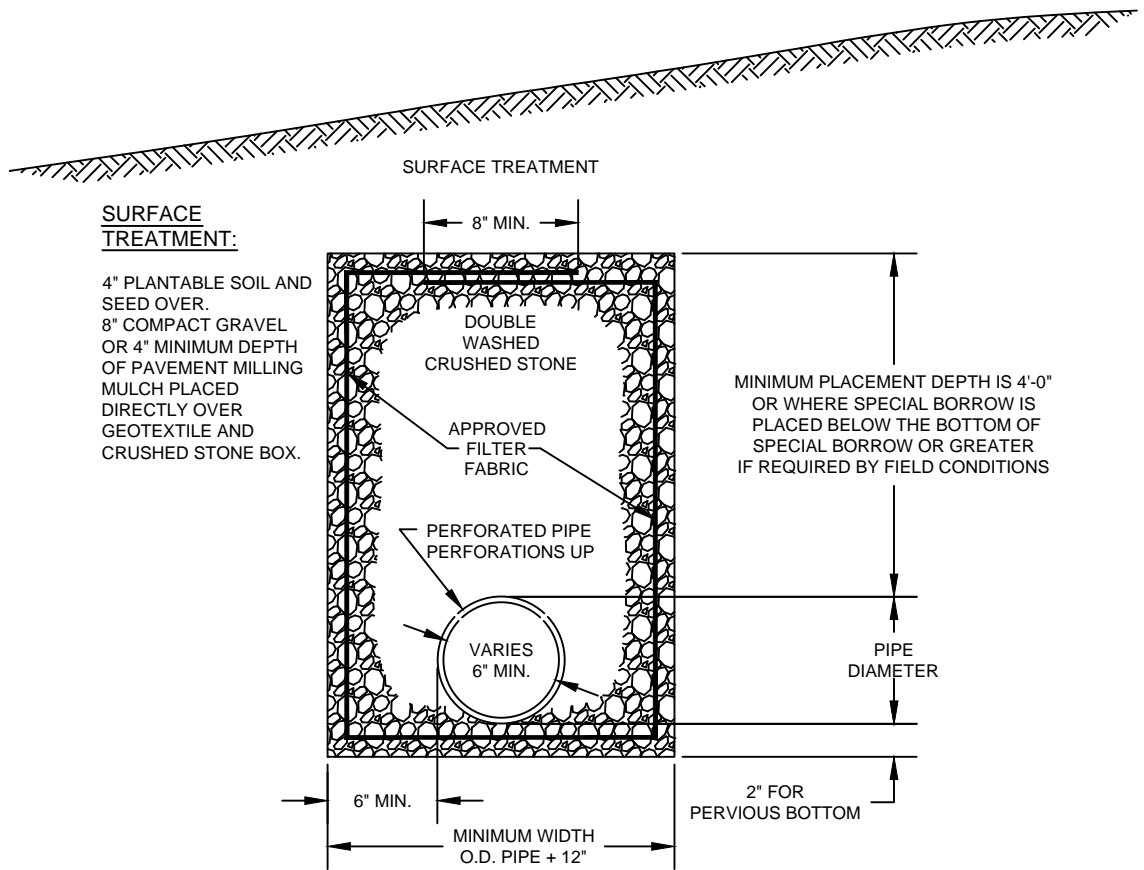 SURFACE TREATMENT
8" MIN.
SURFACE
TREATMENT:
4" PLANTABLE SOIL AND
SEED OVER.
8" COMPACT GRAVEL
OR 4" MINIMUM DEPTH
OF PAVEMENT MILLING
MULCH PLACED
DIRECTLY OVER
GEOTEXTILE AND
CRUSHED STONE BOX.
DOUBLE
WASHED
CRUSHED STONE
APPROVED
FILTER
FABRIC
PERFORATED PIPE
PERFORATIONS UP
VARIES
6" MIN.
MINIMUM PLACEMENT DEPTH IS 4'-0"
OR WHERE SPECIAL BORROW IS
PLACED BELOW THE BOTTOM OF
SPECIAL BORROW OR GREATER
IF REQUIRED BY FIELD CONDITIONS
PIPE
DIAMETER
2" FOR
PERVIOUS BOTTOM
6" MIN.
MINIMUM WIDTH
O.D. PIPE + 12"